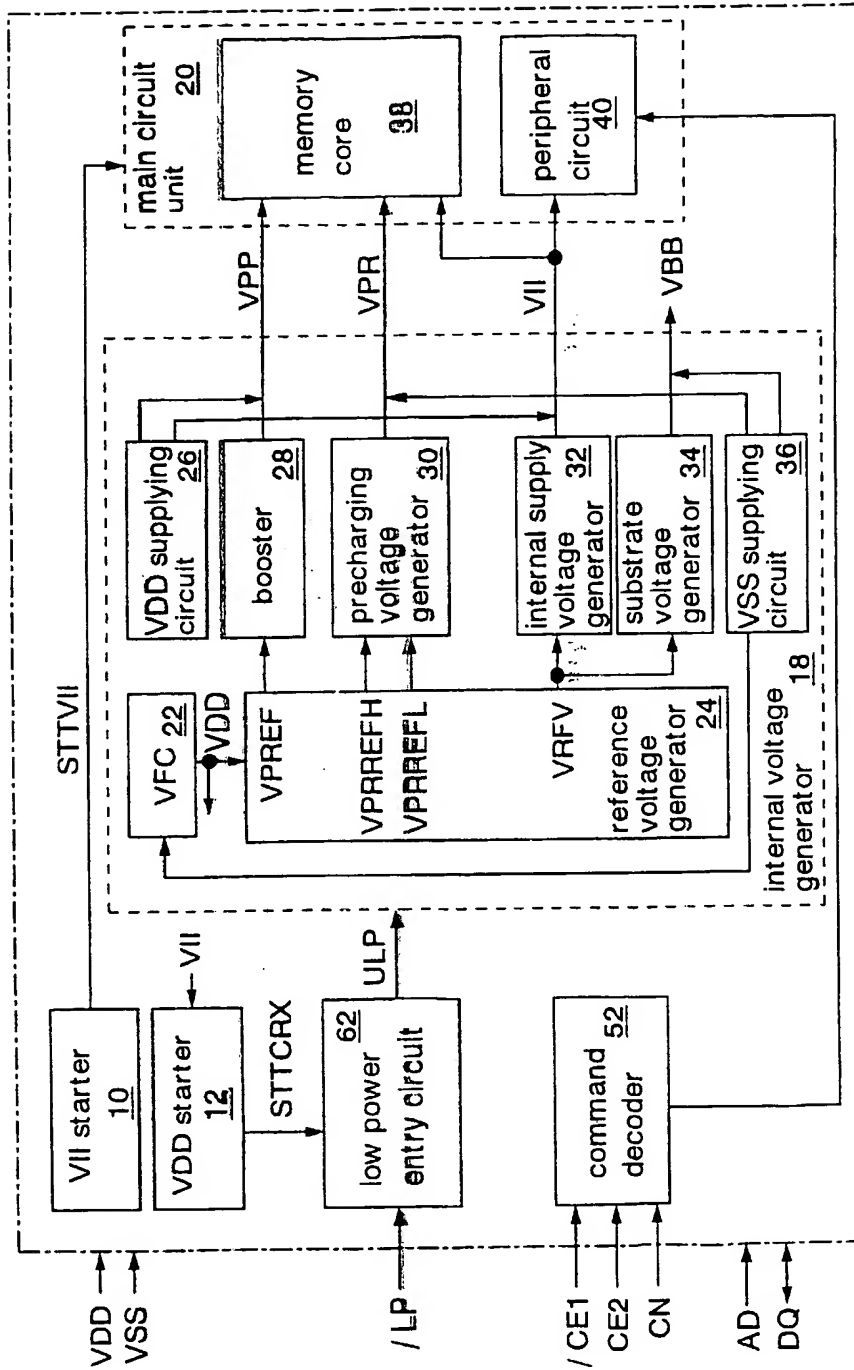 VDD
VSS
/ LP
/ CE1
CE2
CN
AD
DQ
VII starter
10
VDD starter
12
VII
STTCRX
62
low power
entry circuit
ULP
command
decoder
52
STTVII
VFC 22
VDD
VPREF
VPRREFH
VPRREFL
VRFV
reference
voltage
generator 24
internal voltage
generator 18
VDD supplying
circuit 26
booster 28
precharging
voltage
generator 30
internal supply
voltage
generator 32
substrate
voltage
generator 34
VSS supplying
circuit 36
VPP
VPR
VII
VBB
main circuit
unit 20
memory
core
38
peripheral
circuit
40